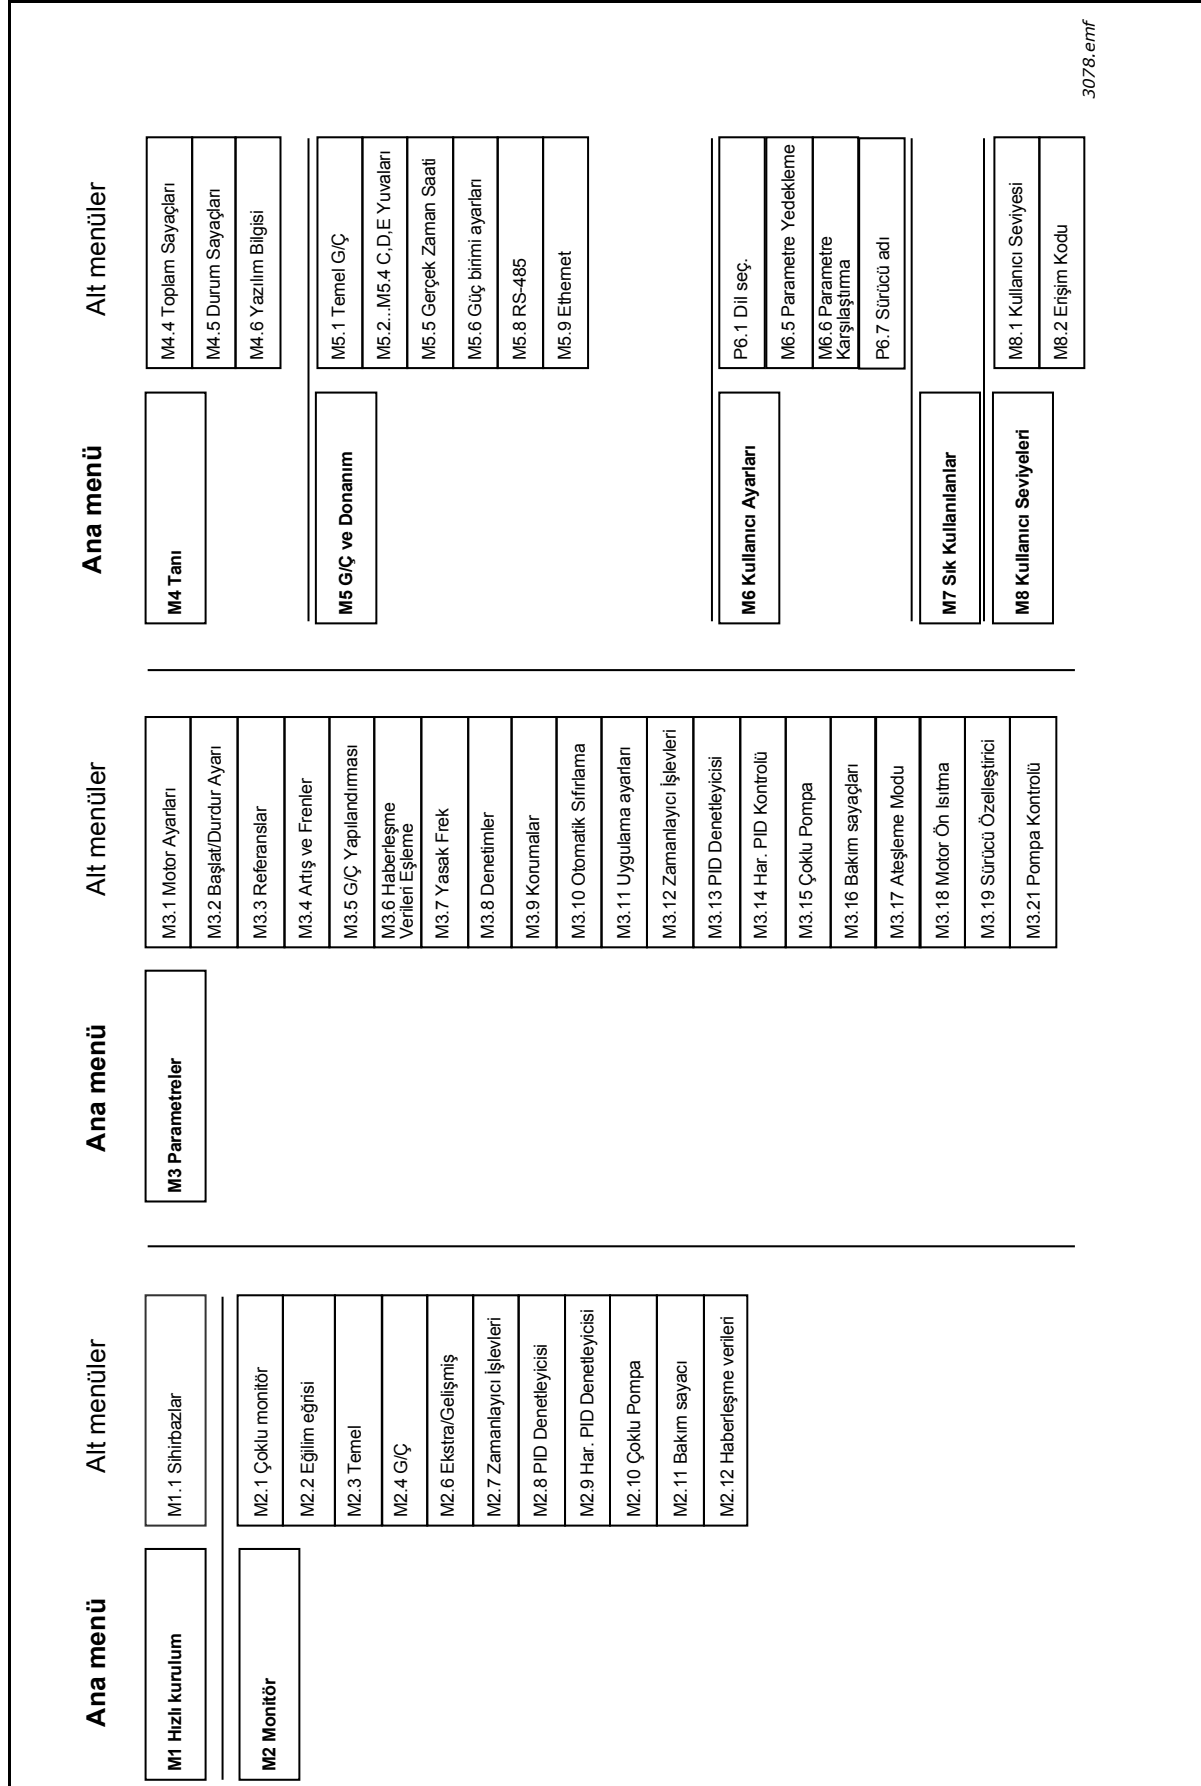 Ana menü
Alt menüler
M1 Hızlı kurulum
M1.1 Sihirbazlar
M2 Monitör
M2.1 Çoklu monitör
M2.2 Eğilim eğrisi
M2.3 Temel
M2.4 G/Ç
M2.6 Ekstra/Gelişmiş
M2.7 Zamanlayıcı İşlevleri
M2.8 PID Denetleyicisi
M2.9 Har. PID Denetleyicisi
M2.10 Çoklu Pompa
M2.11 Bakım sayacı
M2.12 Haberleşme verileri
Ana menü
Alt menüler
M3 Parametreler
M3.1 Motor Ayarları
M3.2 Başlat/Durdur Ayarı
M3.3 Referanslar
M3.4 Artış ve Frenler
M3.5 G/Ç Yapılandırması
M3.6 Haberleşme
Verileri Eşleme
M3.7 Yasak Frek
M3.8 Denetimler
M3.9 Korumalar
M3.10 Otomatik Sıfırlama
M3.11 Uygulama ayarları
M3.12 Zamanlayıcı İşlevleri
M3.13 PID Denetleyicisi
M3.14 Har. PID Kontrolü
M3.15 Çoklu Pompa
M3.16 Bakım sayaçları
M3.17 Ateşleme Modu
M3.18 Motor Ön Isıtma
M3.19 Sürücü Özelleştirici
M3.21 Pompa Kontrolü
Ana menü
Alt menüler
M4 Tanı
M4.4 Toplam Sayaçları
M4.5 Durum Sayaçları
M4.6 Yazılım Bilgisi
M5 G/Ç ve Donanım
M5.1 Temel G/Ç
M5.2...M5.4 C,D,E Yuvaları
M5.5 Gerçek Zaman Saati
M5.6 Güç birimi ayarları
M5.8 RS-485
M5.9 Ethernet
M6 Kullanıcı Ayarları
P6.1 Dil seç.
M6.5 Parametre Yedekleme
M6.6 Parametre
Karşılaştırma
P6.7 Sürücü adı
M7 Sık Kullanılanlar
M8 Kullanıcı Seviyeleri
M8.1 Kullanıcı Seviyesi
M8.2 Erişim Kodu
3078.emf